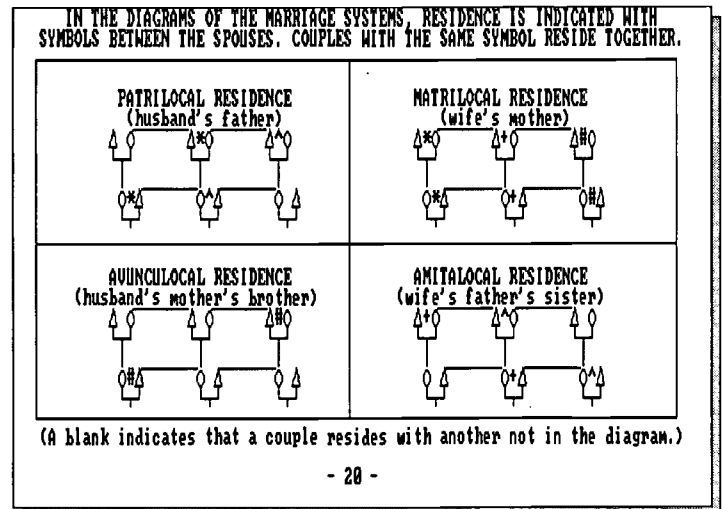 IN THE DIAGRAMS OF THE MARRIAGE SYSTEMS, RESIDENCE IS INDICATED WITH
SYMBOLS BETWEEN THE SPOUSES. COUPLES WITH THE SAME SYMBOL RESIDE TOGETHER.
PATRILOCAL RESIDENCE
(husband's father)
* ^
* ^
MATRILOCAL RESIDENCE
(wife's mother)
* + #
* + #
AVUNCULOCAL RESIDENCE
(husband's mother's brother)
#
#
AMITALOCAL RESIDENCE
(wife's father's sister)
+ ^
+ ^
(A blank indicates that a couple resides with another not in the diagram.)
- 20 -